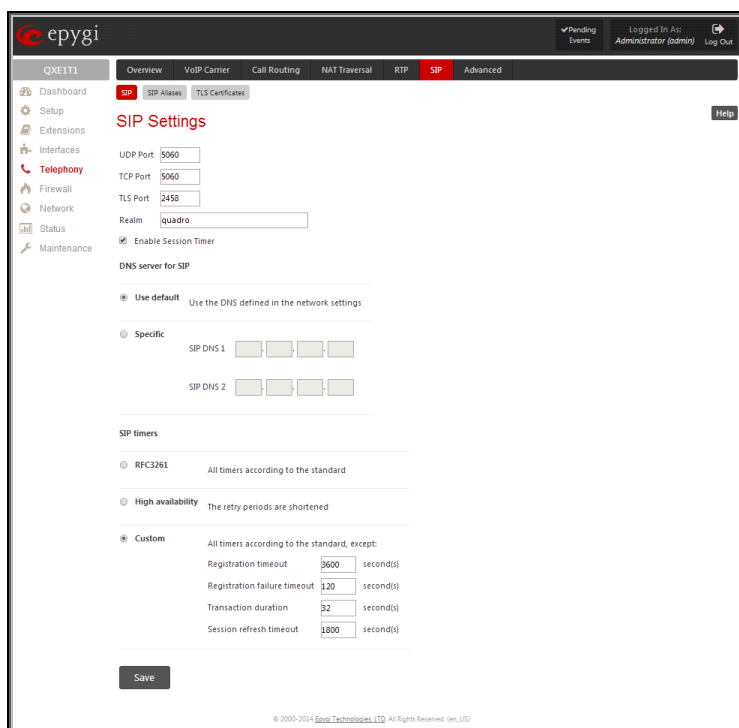 epygi
✔Pending Events
Logged In As: Administrator (admin)
Log Out
QXE1T1
Overview VoIP Carrier Call Routing NAT Traversal RTP SIP Advanced
Dashboard
Setup
Extensions
Interfaces
Telephony
Firewall
Network
Status
Maintenance
SIP SIP Aliases TLS Certificates
Help
SIP Settings
UDP Port 5060
TCP Port 5060
TLS Port 2458
Realm quadro
Enable Session Timer
DNS server for SIP
Use default Use the DNS defined in the network settings
Specific
SIP DNS 1 . . .
SIP DNS 2 . . .
SIP timers
RFC3261 All timers according to the standard
High availability The retry periods are shortened
Custom All timers according to the standard, except:
Registration timeout 3600 second(s)
Registration failure timeout 120 second(s)
Transaction duration 32 second(s)
Session refresh timeout 1800 second(s)
Save
© 2000-2014 Epygi Technologies, LTD. All Rights Reserved. (en_US)